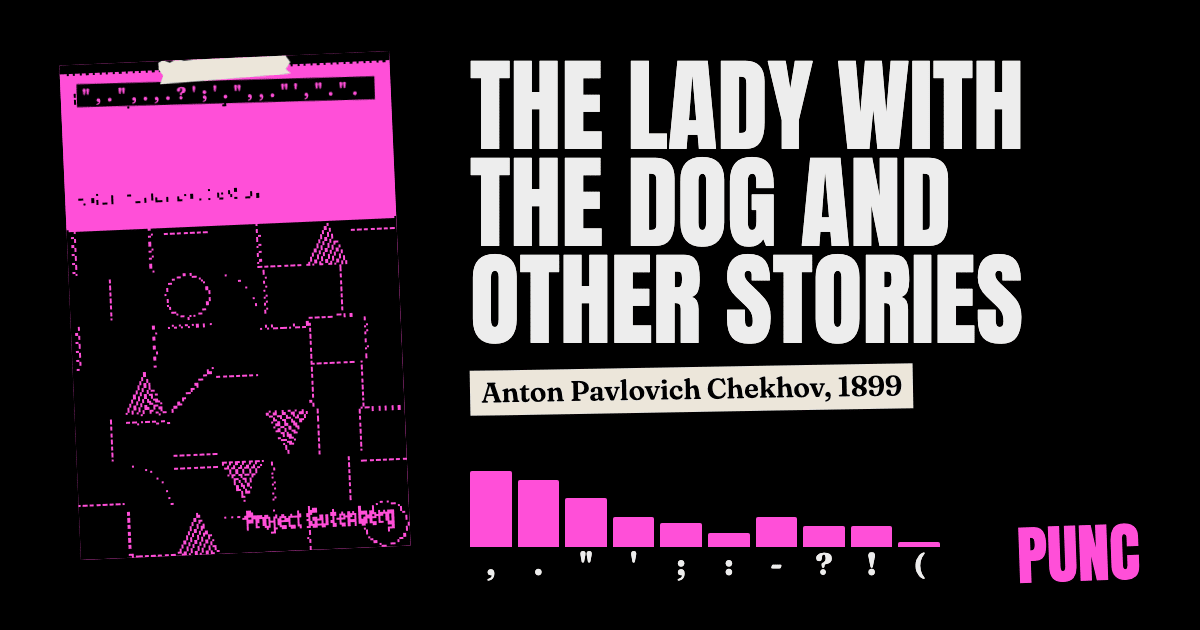 ",.",.,.?';'.",,."',".".
THE LADY WITH
THE DOG AND
OTHER STORIES
Anton Pavlovich Chekhov, 1899
Project Gutenberg
, . " ' ; : - ? ! (
PUNC